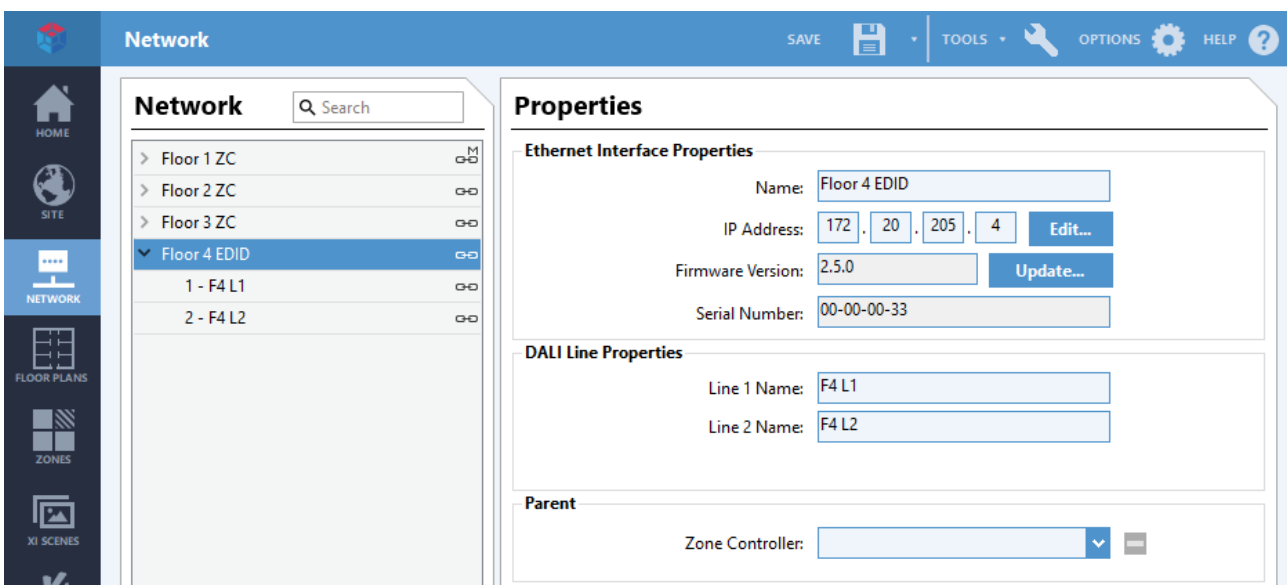 Network
SAVE
TOOLS
OPTIONS
HELP
?
HOME
SITE
NETWORK
FLOOR PLANS
ZONES
XI SCENES
Network
Search
Floor 1 ZC
M
Floor 2 ZC
Floor 3 ZC
Floor 4 EDID
1 - F4 L1
2 - F4 L2
Properties
Ethernet Interface Properties
Name: Floor 4 EDID
IP Address: 172 . 20 . 205 . 4 Edit...
Firmware Version: 2.5.0 Update...
Serial Number: 00-00-00-33
DALI Line Properties
Line 1 Name: F4 L1
Line 2 Name: F4 L2
Parent
Zone Controller: